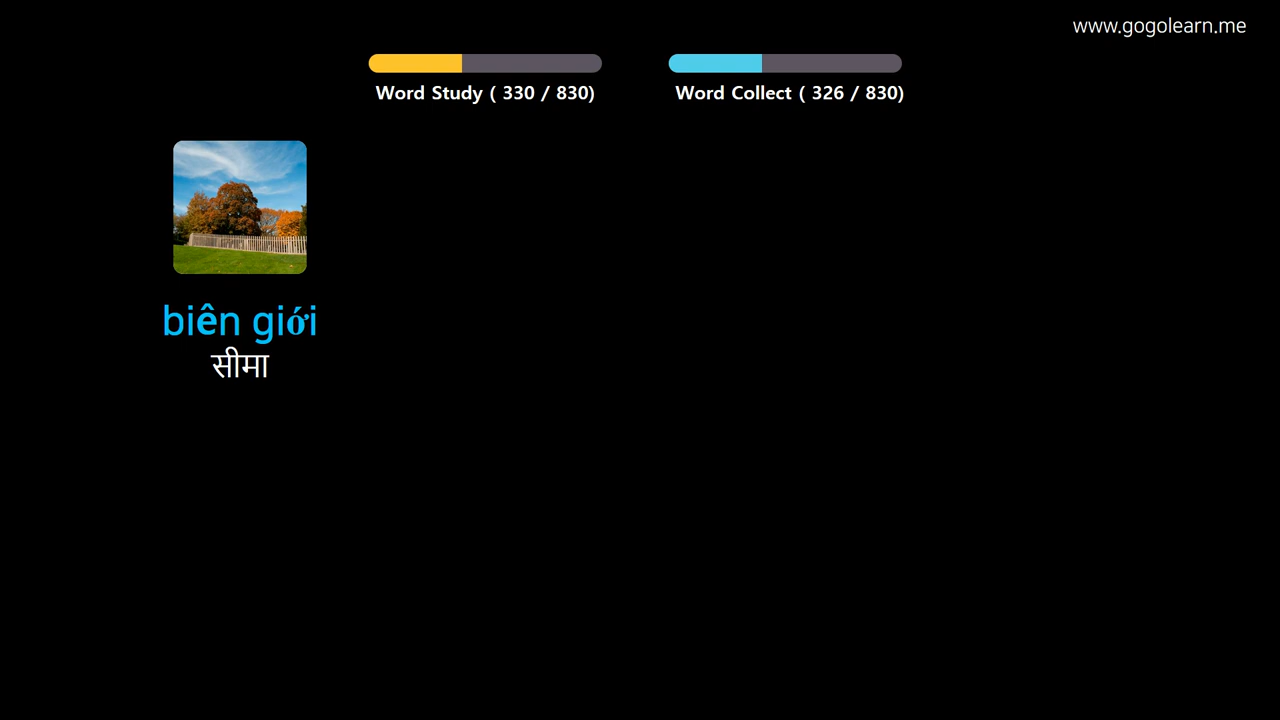 www.gogolearn.me
Word Study ( 330 / 830)
Word Collect ( 326 / 830)
biên giới
सीमा